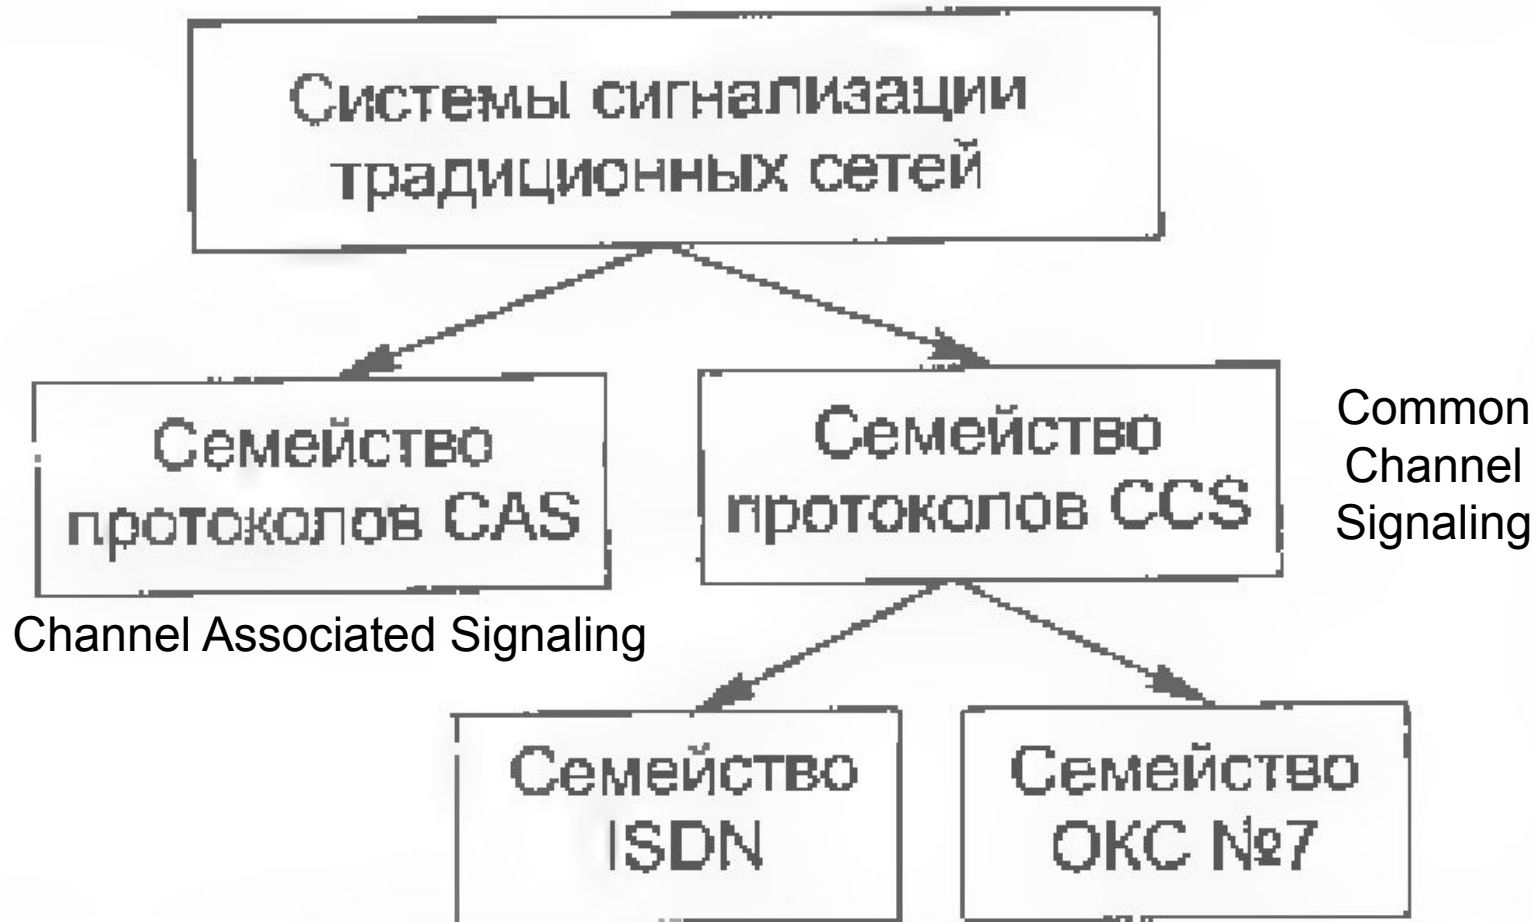 Системы сигнализации
традиционных сетей
Семейство
протоколов CAS
Channel Associated Signaling
Семейство
протоколов CCS
Common
Channel
Signaling
Семейство
ISDN
Семейство
ОКС №7